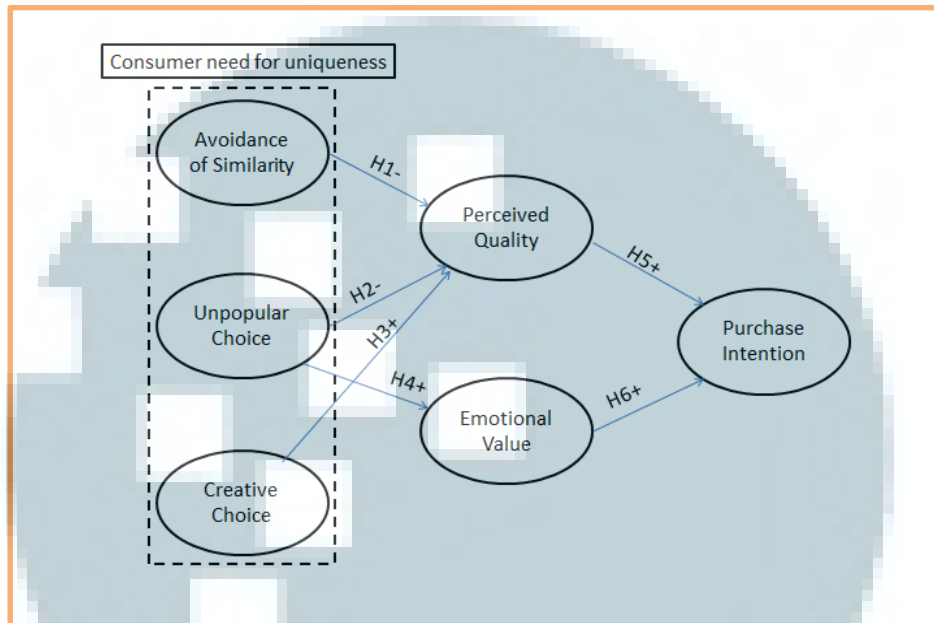 Consumer need for uniqueness
Avoidance
of Similarity
H1-
Perceived
Quality
H5+
H2-
Unpopular
Choice
H3+
Purchase
Intention
H4+
Emotional
Value
H6+
Creative
Choice